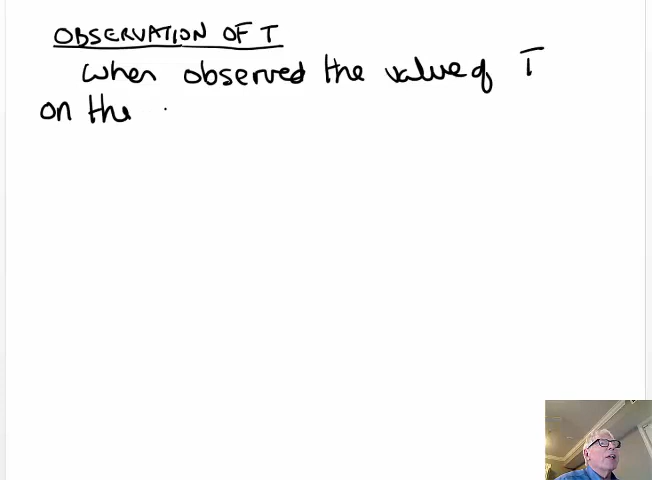 OBSERVATION OF T
When observed the value of T
on the